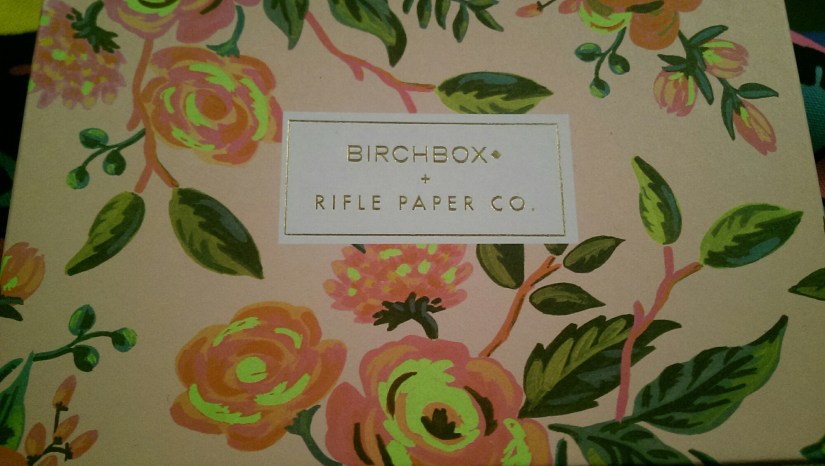 BIRCHBOX
+
RIFLE PAPER CO.